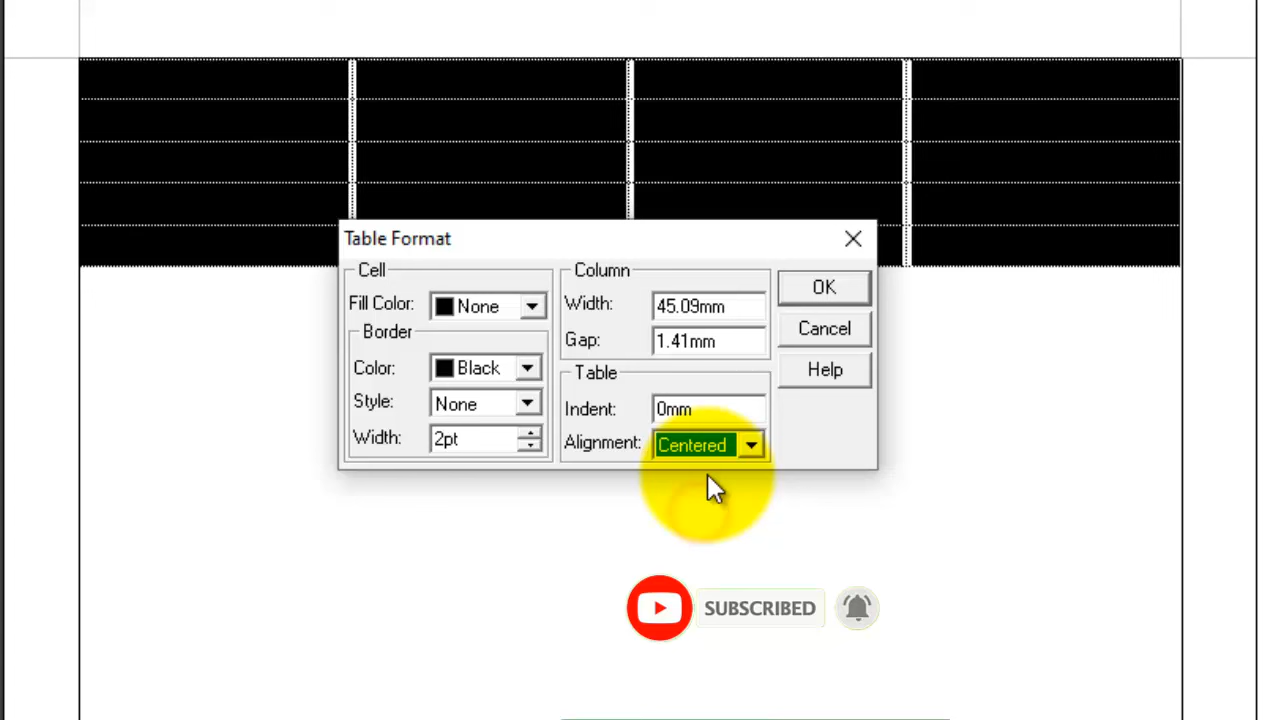 Table Format
Cell
Fill Color: None
Border
Color: Black
Style: None
Width: 2pt
Column
Width: 45.09mm
Gap: 1.41mm
Table
Indent: 0mm
Alignment: Centered
OK
Cancel
Help
SUBSCRIBED